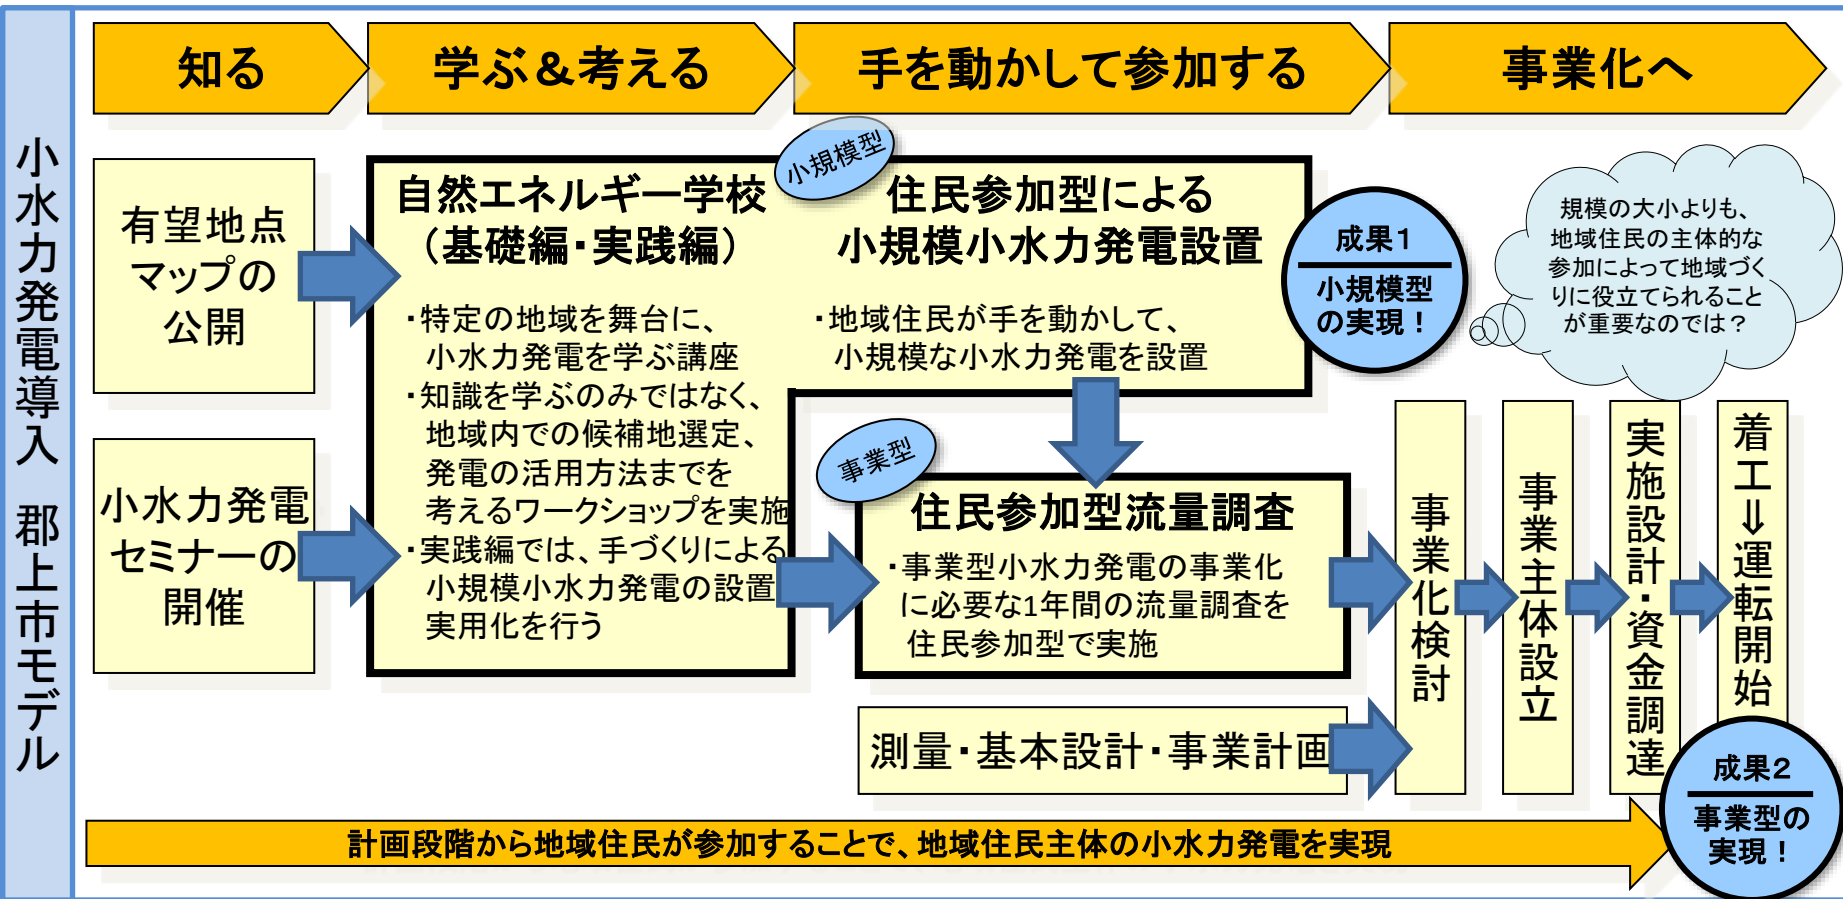 小水力発電導入 郡上市モデル
知る
学ぶ&考える
手を動かして参加する
事業化へ
有望地点
マップの
公開
小水力発電
セミナーの
開催
自然エネルギー学校
(基礎編・実践編)
・特定の地域を舞台に、
小水力発電を学ぶ講座
・知識を学ぶのみではなく、
地域内での候補地選定、
発電の活用方法までを
考えるワークショップを実施
・実践編では、手づくりによる
小規模小水力発電の設置
実用化を行う
小規模型
住民参加型による
小規模小水力発電設置
・地域住民が手を動かして、
小規模な小水力発電を設置
成果1
小規模型
の実現!
規模の大小よりも、
地域住民の主体的な
参加によって地域づく
りに役立てられること
が重要なのでは?
事業型
住民参加型流量調査
・事業型小水力発電の事業化
に必要な1年間の流量調査を
住民参加型で実施
測量・基本設計・事業計画
事業化検討
事業主体設立
実施設計・資金調達
着工⇒運転開始
成果2
事業型の
実現!
計画段階から地域住民が参加することで、地域住民主体の小水力発電を実現